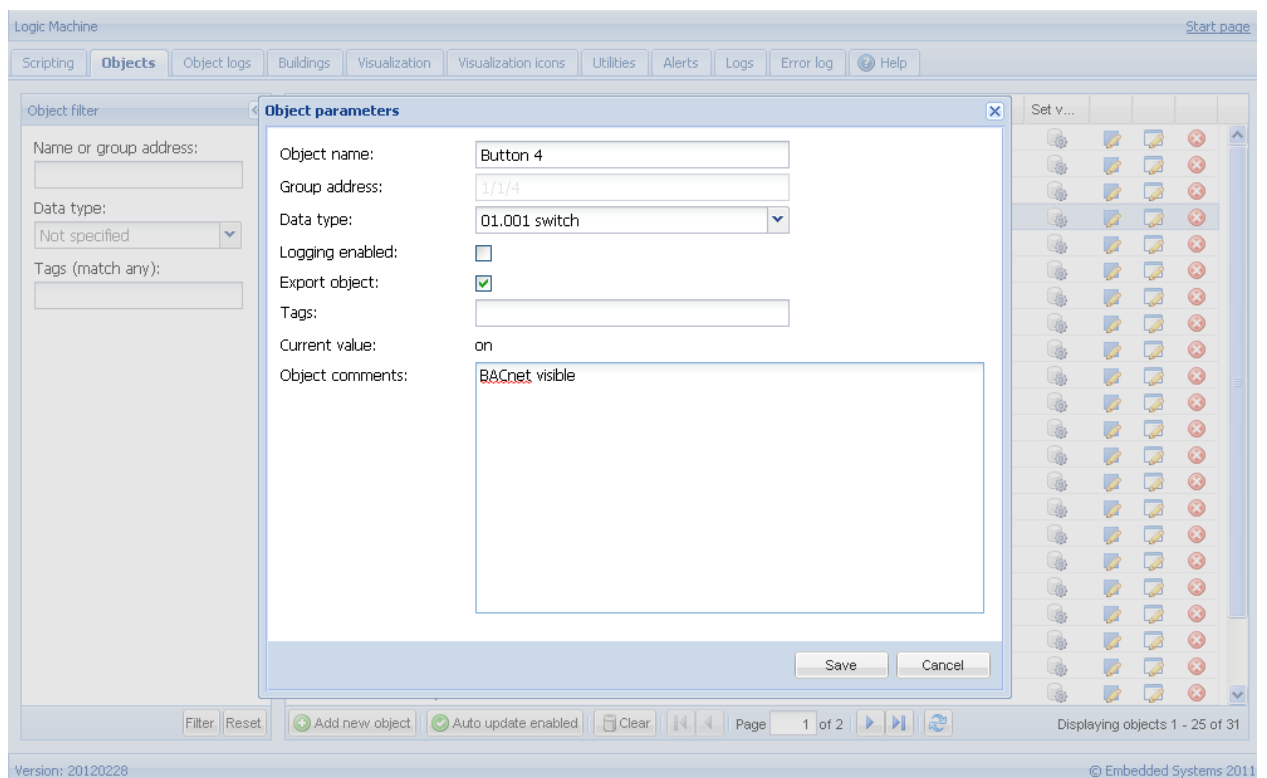 Logic Machine
Start page
Scripting Objects Object logs Buildings Visualization Visualization icons Utilities Alerts Logs Error log Help
Object filter
Object parameters
Set v...
Name or group address:
Data type:
Not specified
Tags (match any):
Object name: Button 4
Group address: 1/1/4
Data type: 01.001 switch
Logging enabled:
Export object:
Tags:
Current value: on
Object comments: BACnet visible
Save Cancel
Filter Reset Add new object Auto update enabled Clear Page 1 of 2 Displaying objects 1 - 25 of 31
Version: 20120228 © Embedded Systems 2011